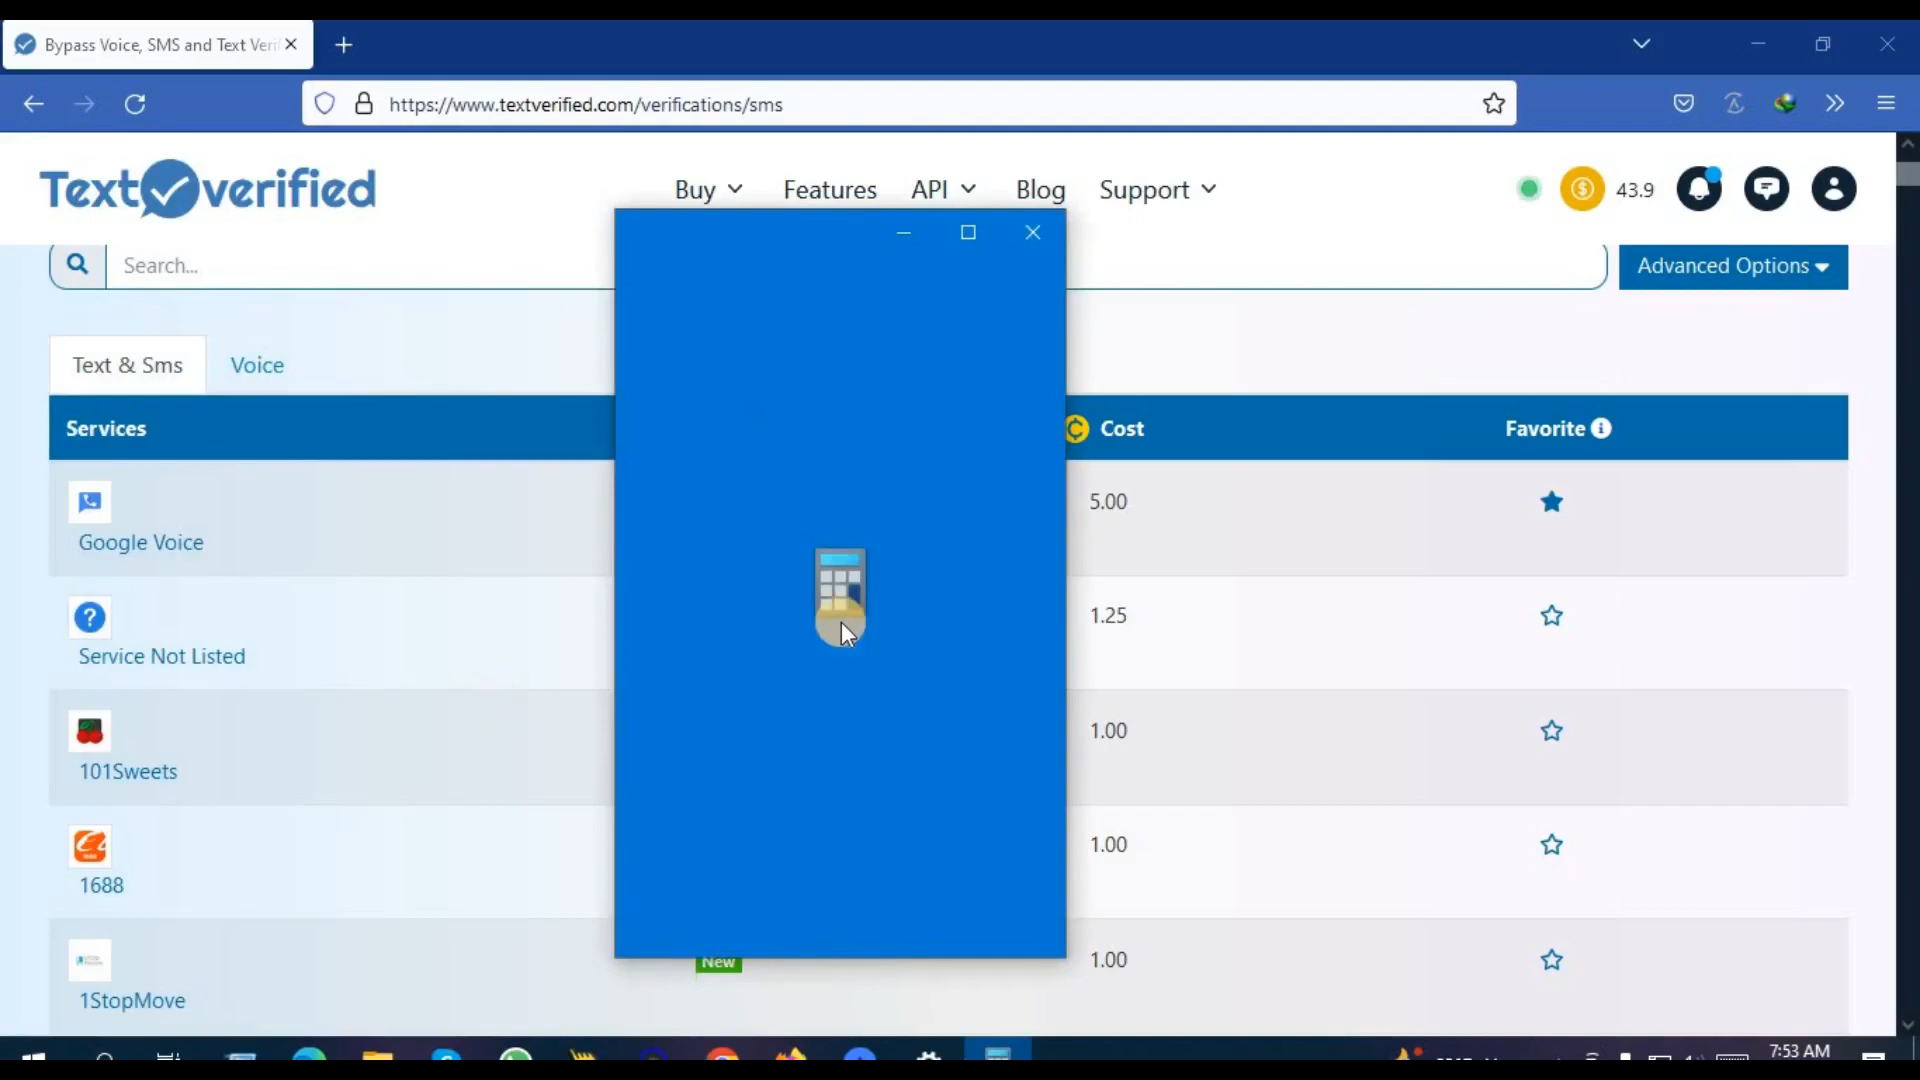 Bypass Voice, SMS and Text Veri
https://www.textverified.com/verifications/sms
Textverified
Buy
Features
API
Blog
Support
43.9
Search...
Advanced Options
Text & Sms
Voice
Services
Cost
Favorite
Google Voice
5.00
Service Not Listed
1.25
101Sweets
1.00
1688
1.00
New
1StopMove
1.00
7:53 AM